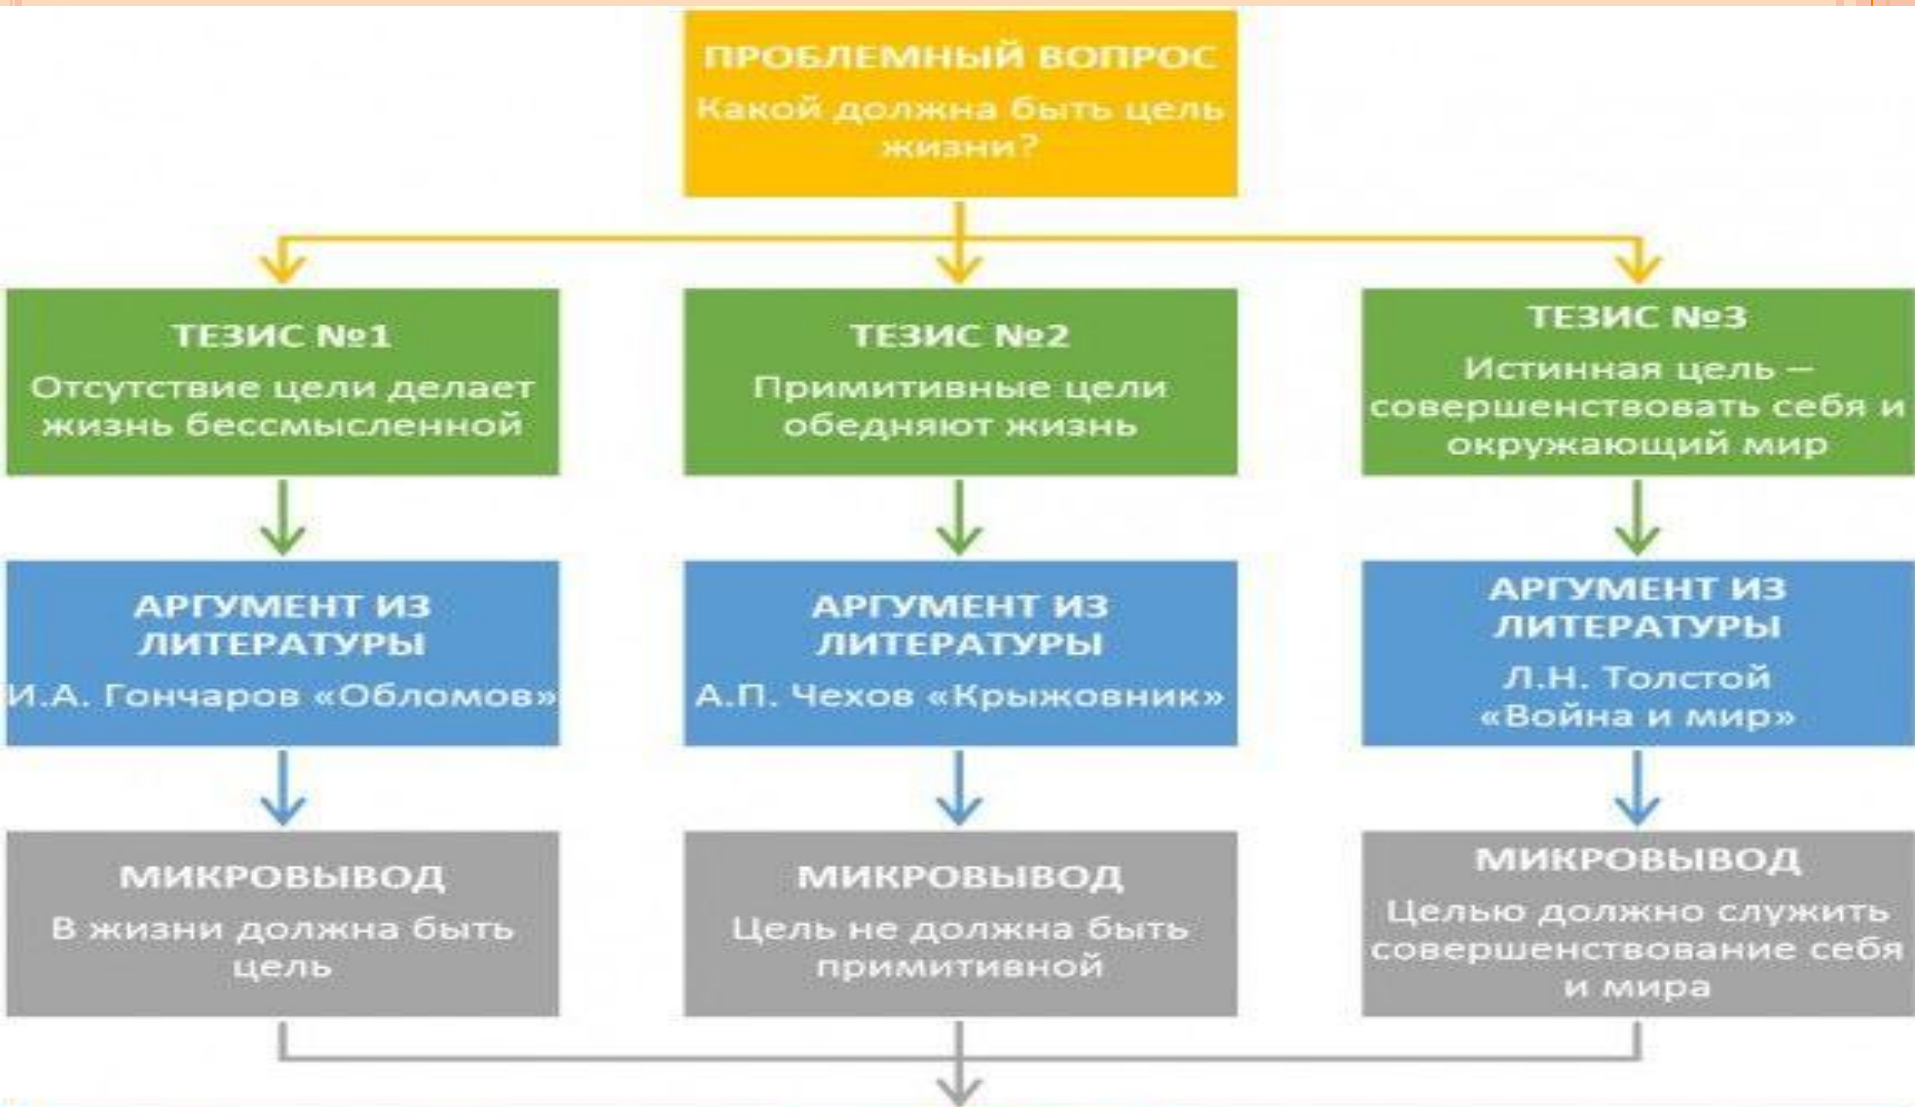 ПРОБЛЕМНЫЙ ВОПРОС
Какой должна быть цель
жизни?
ТЕЗИС №1
Отсутствие цели делает
жизнь бессмысленной
ТЕЗИС №2
Примитивные цели
обедняют жизнь
ТЕЗИС №3
Истинная цель –
совершенствовать себя и
окружающий мир
АРГУМЕНТ ИЗ
ЛИТЕРАТУРЫ
И.А. Гончаров «Обломов»
АРГУМЕНТ ИЗ
ЛИТЕРАТУРЫ
А.П. Чехов «Крыжовник»
АРГУМЕНТ ИЗ
ЛИТЕРАТУРЫ
Л.Н. Толстой
«Война и мир»
МИКРОВЫВОД
В жизни должна быть
цель
МИКРОВЫВОД
Цель не должна быть
примитивной
МИКРОВЫВОД
Целью должно служить
совершенствование себя
и мира